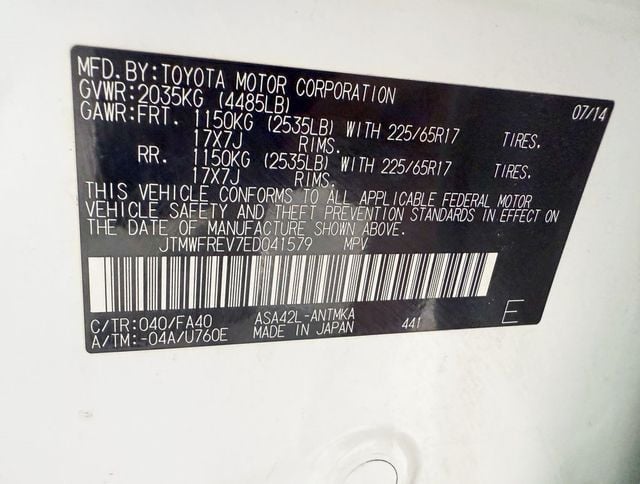 MFD. BY: TOYOTA MOTOR CORPORATION
GVWR: 2035KG (4485LB) 07/14
GAWR: FRT. 1150KG (2535LB) WITH 225/65R17 TIRES.
17X7J RIMS.
RR. 1150KG (2535LB) WITH 225/65R17 TIRES.
17X7J RIMS.
THIS VEHICLE CONFORMS TO ALL APPLICABLE FEDERAL MOTOR
VEHICLE SAFETY AND THEFT PREVENTION STANDARDS IN EFFECT ON
THE DATE OF MANUFACTURE SHOWN ABOVE.
JTMWFREV7ED041579 MPV
C/TR: 040/FA40 ASA42L-ANTMKA 441 E
A/TM: -04A/U760E MADE IN JAPAN